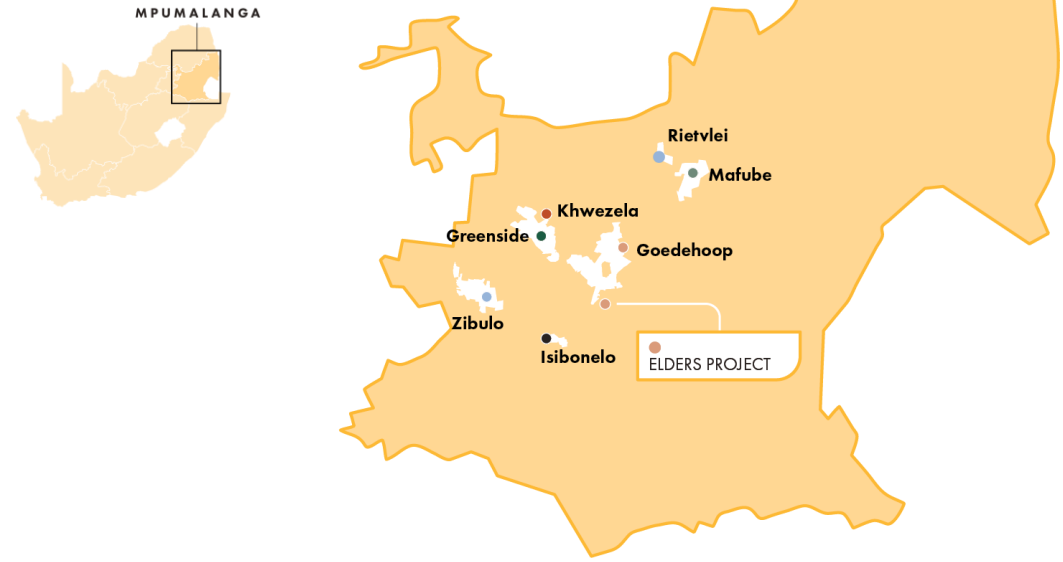 MPUMALANGA
Rietvlei
Mafube
Khwezela
Greenside
Goedehoop
Zibulo
Isibonelo
ELDERS PROJECT